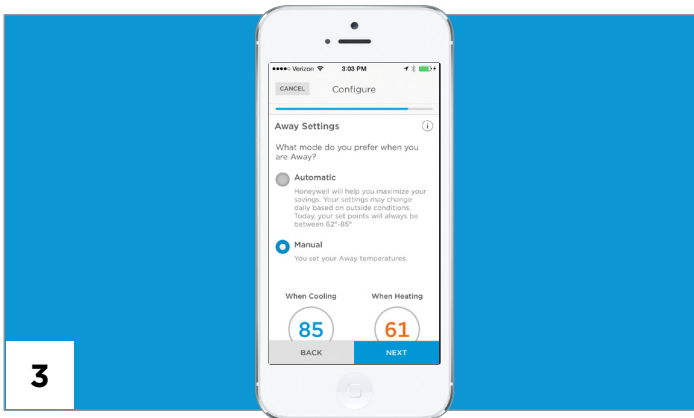 ●●●●○ Verizon 3:03 PM
CANCEL Configure
Away Settings i
What mode do you prefer when you
are Away?
Automatic
Honeywell will help you maximize your
savings. Your settings may change
daily based on outside conditions.
Today, your set points will always be
between 62°-85°
Manual
You set your Away temperatures.
When Cooling When Heating
85 61
BACK NEXT
3